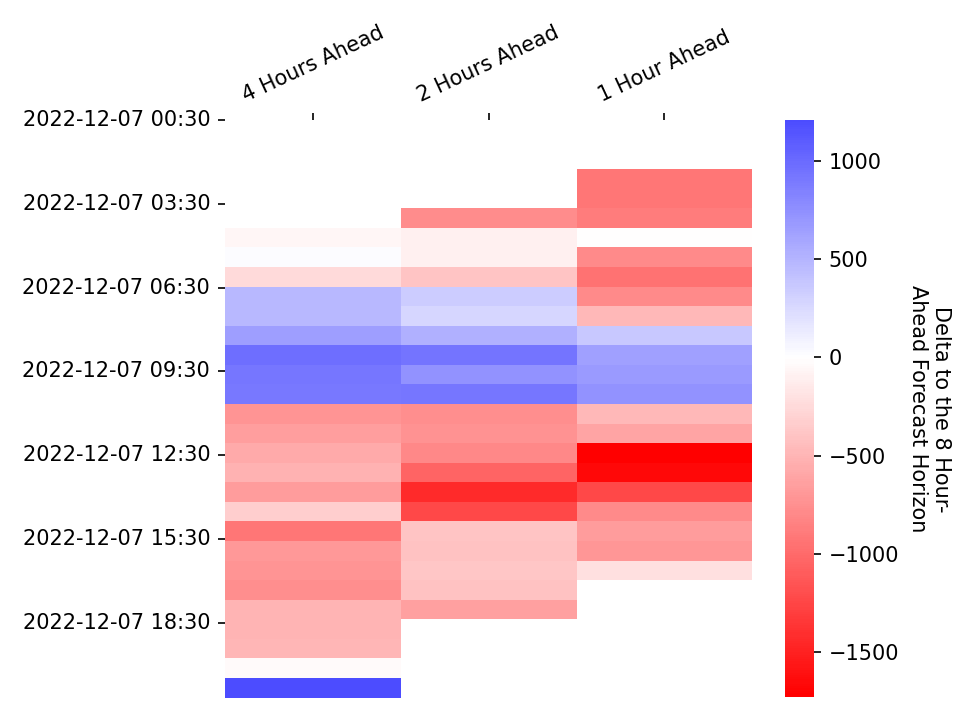 4 Hours Ahead
2 Hours Ahead
1 Hour Ahead
2022-12-07 00:30
2022-12-07 03:30
2022-12-07 06:30
2022-12-07 09:30
2022-12-07 12:30
2022-12-07 15:30
2022-12-07 18:30
1000
500
0
−500
−1000
−1500
Delta to the 8 Hour-
Ahead Forecast Horizon